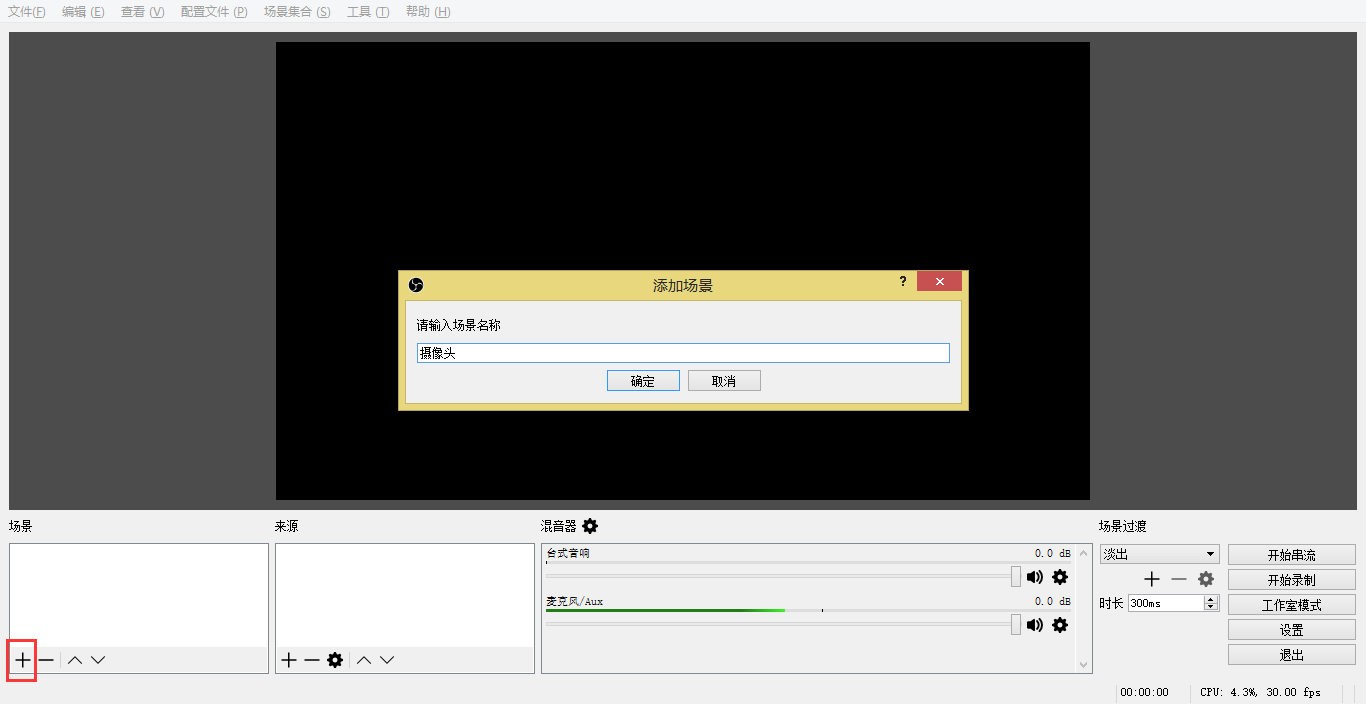 文件(F) 编辑 (E) 查看 (V) 配置文件 (P) 场景集合 (S) 工具 (T) 帮助 (H)
添加场景
?
请输入场景名称
摄像头
确定 取消
场景 来源 混音器 场景过渡
台式音响 0.0 dB
淡出 开始串流
开始录制
麦克风/Aux 0.0 dB
时长 300ms 工作室模式
设置
退出
00:00:00 CPU: 4.3%, 30.00 fps